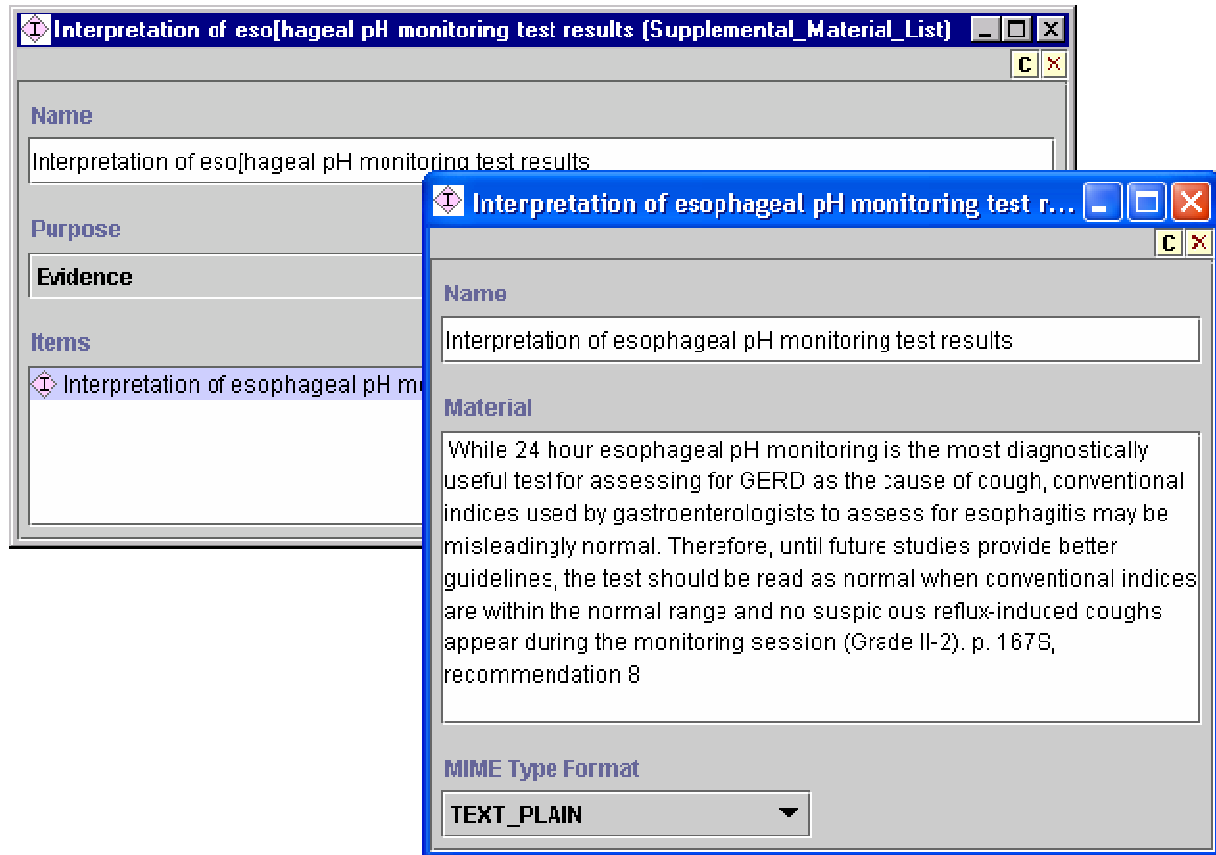 Interpretation of eso[hageal pH monitoring test results (Supplemental_Material_List)
C
Name
Interpretation of eso[hageal pH monitoring test results
Purpose
Evidence
Items
Interpretation of esophageal pH m
Interpretation of esophageal pH monitoring test r...
C
Name
Interpretation of esophageal pH monitoring test results
Material
While 24 hour esophageal pH monitoring is the most diagnostically
useful test for assessing for GERD as the cause of cough, conventional
indices used by gastroenterologists to assess for esophagitis may be
misleadingly normal. Therefore, until future studies provide better
guidelines, the test should be read as normal when conventional indices
are within the normal range and no suspicious reflux-induced coughs
appear during the monitoring session (Grade II-2). p. 167S,
recommendation 8
MIME Type Format
TEXT_PLAIN